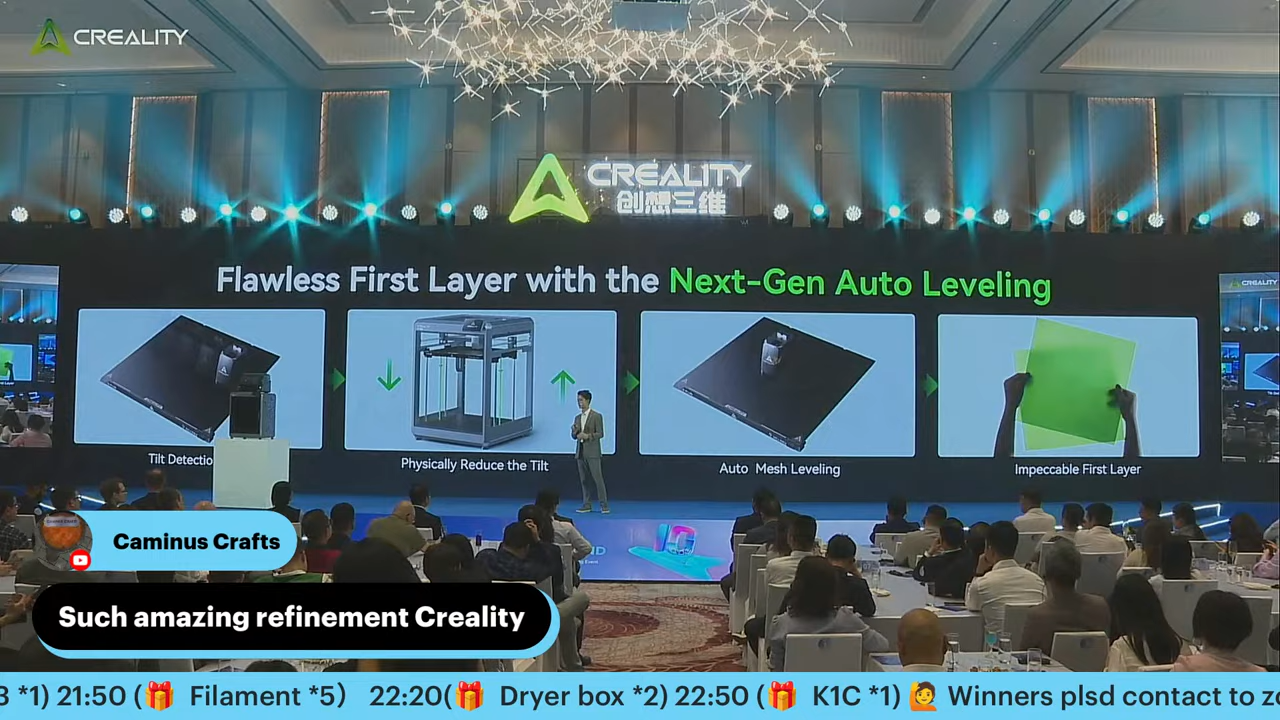 CREALITY
CREALITY
创想三维
Flawless First Layer with the Next-Gen Auto Leveling
CREALITY
Tilt Detectio
Physically Reduce the Tilt
Auto Mesh Leveling
Impeccable First Layer
10
Caminus Crafts
Such amazing refinement Creality
*1) 21:50 (🎁 Filament *5) 22:20(🎁 Dryer box *2) 22:50 (🎁 K1C *1) 🙋 Winners plsd contact to